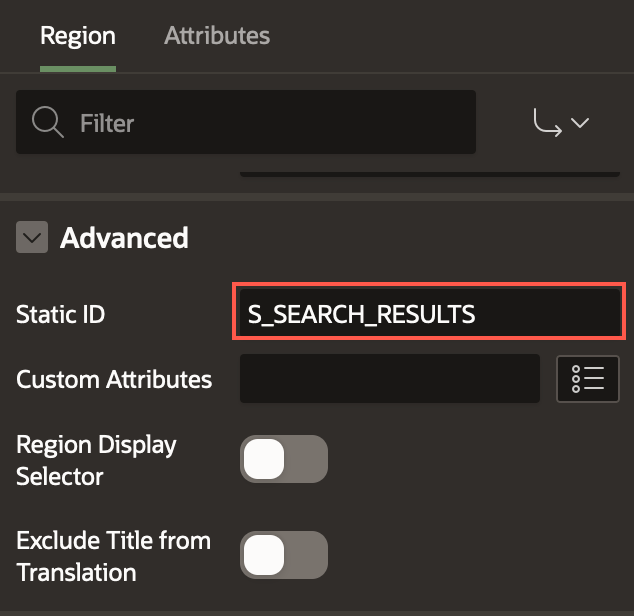 Region Attributes
Filter
Advanced
Static ID S_SEARCH_RESULTS
Custom Attributes
Region Display
Selector
Exclude Title from
Translation